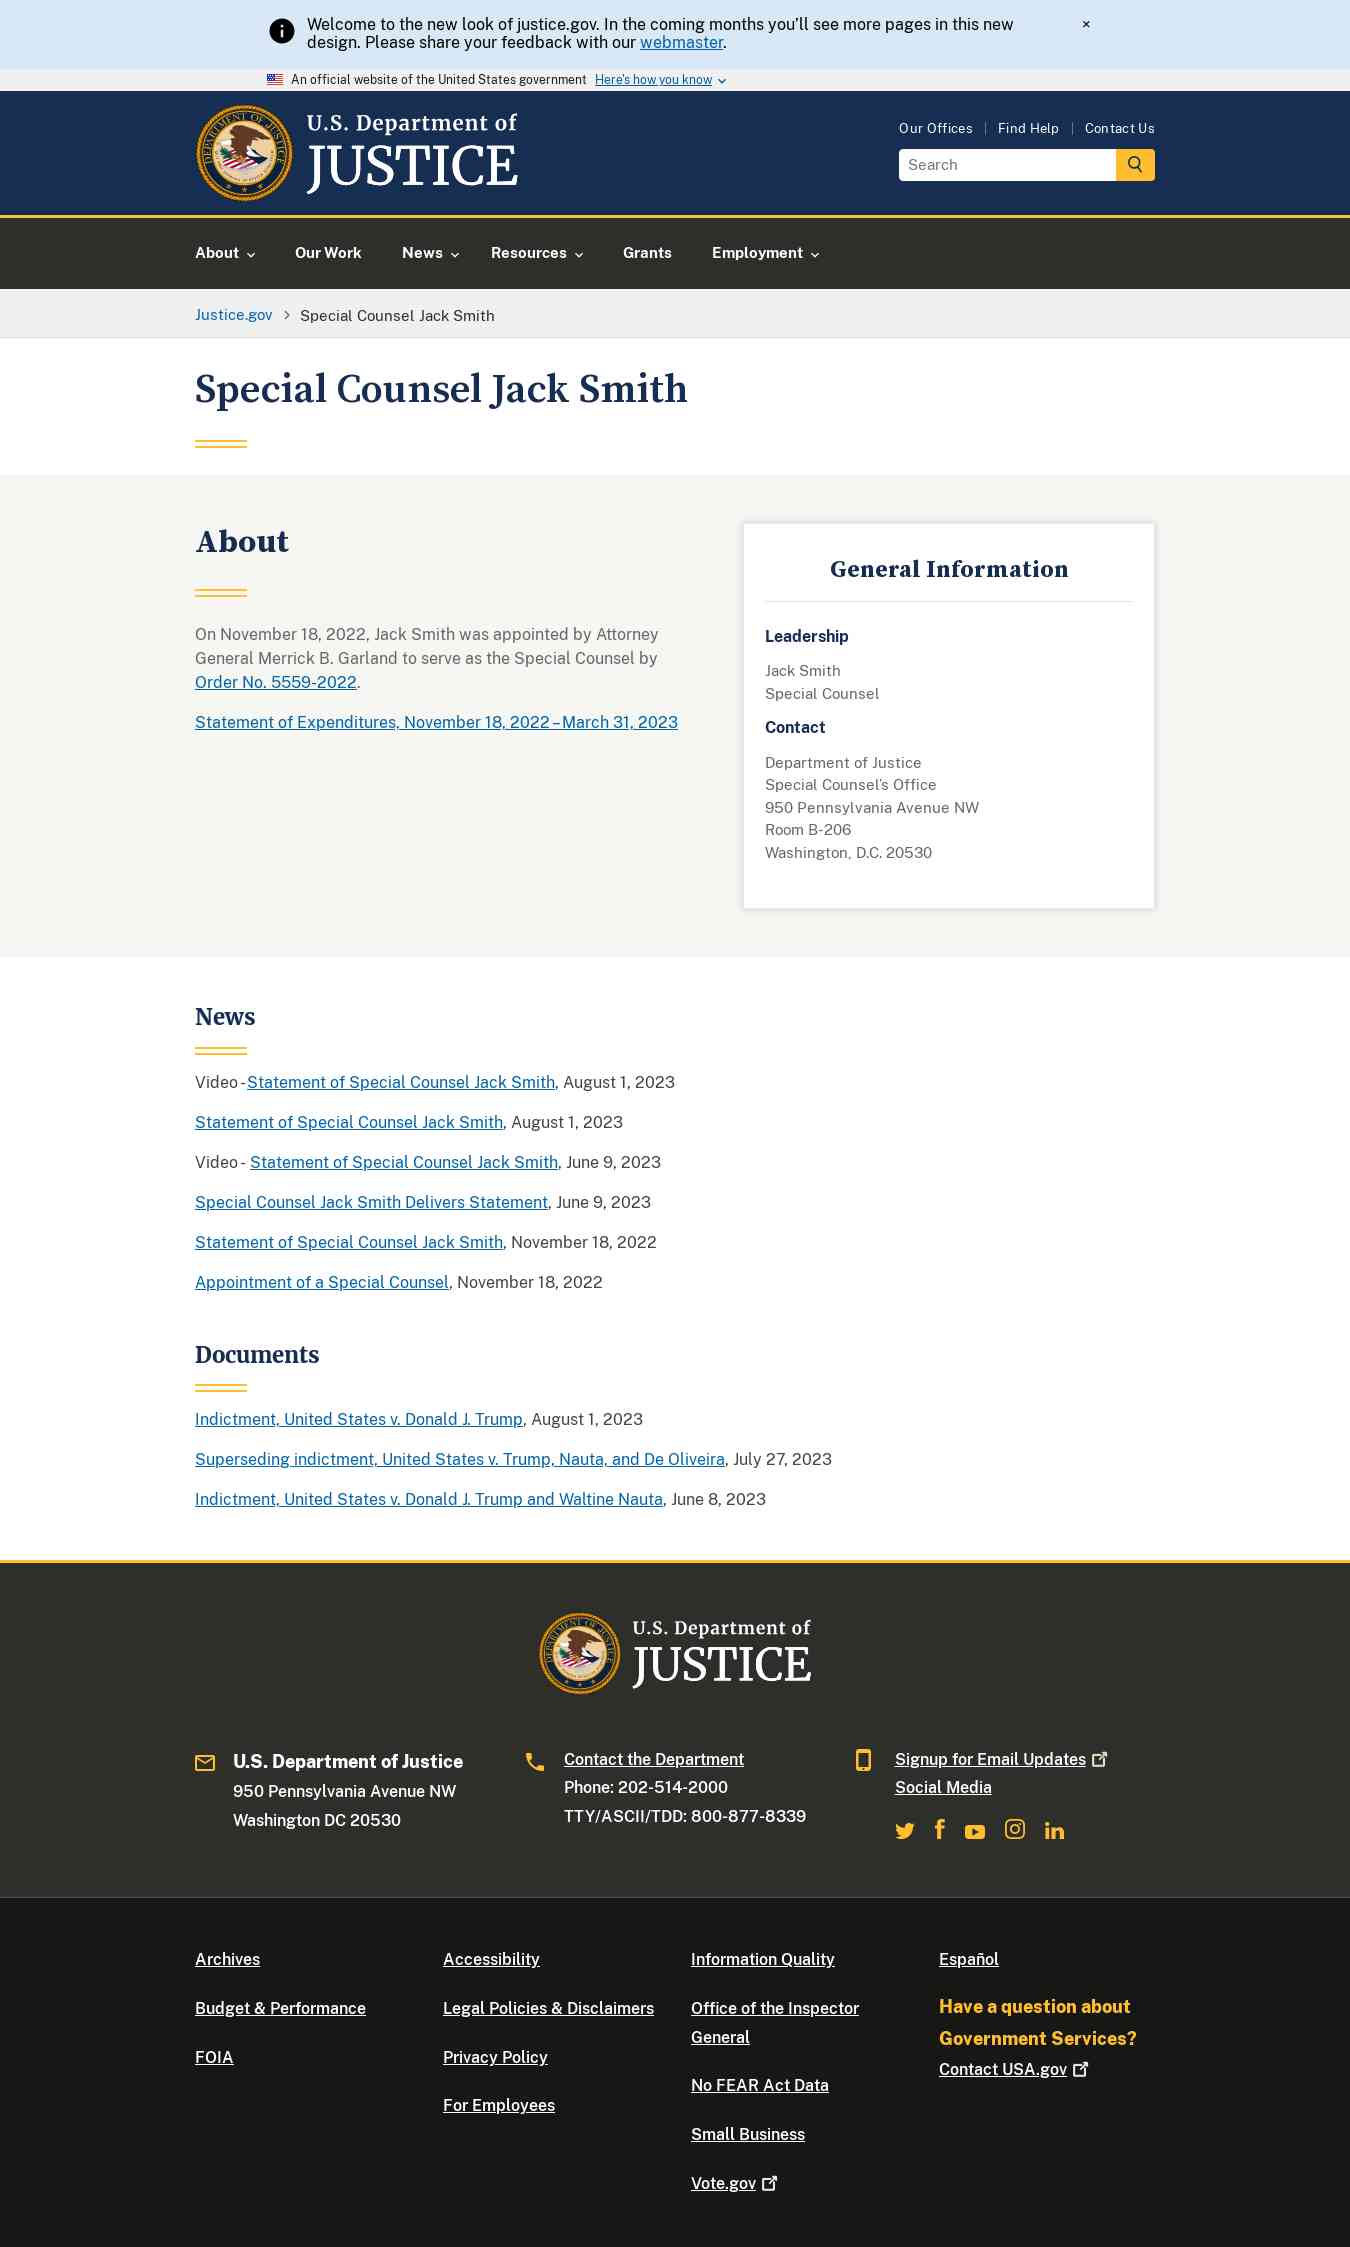 Welcome to the new look of justice.gov. In the coming months you’ll see more pages in this new
design. Please share your feedback with our webmaster.
×
An official website of the United States government Here's how you know
U.S. Department of
JUSTICE
Our Offices
Find Help
Contact Us
Search
About
Our Work
News
Resources
Grants
Employment
Justice.gov
Special Counsel Jack Smith
Special Counsel Jack Smith
About
On November 18, 2022, Jack Smith was appointed by Attorney
General Merrick B. Garland to serve as the Special Counsel by
Order No. 5559-2022.
Statement of Expenditures, November 18, 2022 – March 31, 2023
General Information
Leadership
Jack Smith
Special Counsel
Contact
Department of Justice
Special Counsel’s Office
950 Pennsylvania Avenue NW
Room B-206
Washington, D.C. 20530
News
Video - Statement of Special Counsel Jack Smith, August 1, 2023
Statement of Special Counsel Jack Smith, August 1, 2023
Video - Statement of Special Counsel Jack Smith, June 9, 2023
Special Counsel Jack Smith Delivers Statement, June 9, 2023
Statement of Special Counsel Jack Smith, November 18, 2022
Appointment of a Special Counsel, November 18, 2022
Documents
Indictment, United States v. Donald J. Trump, August 1, 2023
Superseding indictment, United States v. Trump, Nauta, and De Oliveira, July 27, 2023
Indictment, United States v. Donald J. Trump and Waltine Nauta, June 8, 2023
U.S. Department of
JUSTICE
U.S. Department of Justice
950 Pennsylvania Avenue NW
Washington DC 20530
Contact the Department
Phone: 202-514-2000
TTY/ASCII/TDD: 800-877-8339
Signup for Email Updates
Social Media
Archives
Budget & Performance
FOIA
Accessibility
Legal Policies & Disclaimers
Privacy Policy
For Employees
Information Quality
Office of the Inspector
General
No FEAR Act Data
Small Business
Vote.gov
Español
Have a question about
Government Services?
Contact USA.gov